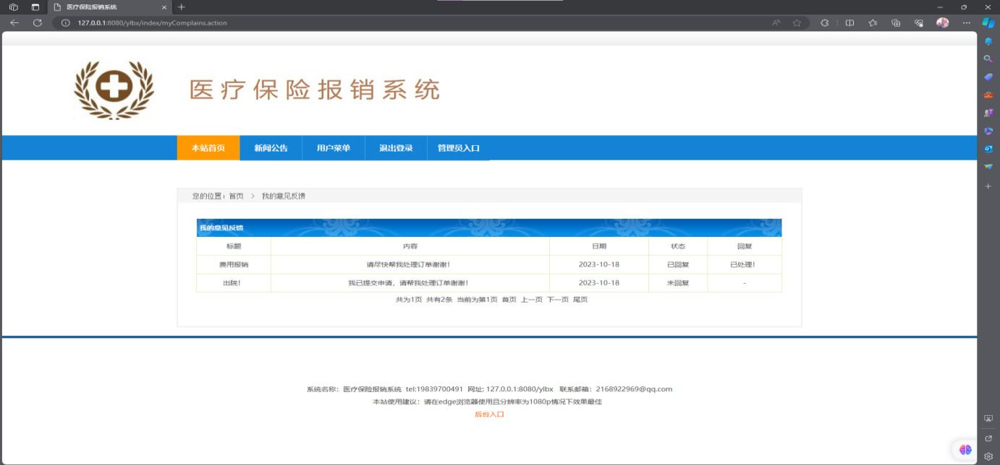 医疗保险报销系统
127.0.0.1:8080/ylbx/index/myComplains.action
医疗保险报销系统
本站首页 新闻公告 用户菜单 退出登录 管理员入口
您的位置：首页 > 我的意见反馈
我的意见反馈
标题 内容 日期 状态 回复
费用报销 请尽快帮我处理订单谢谢！ 2023-10-18 已回复 已处理！
出院！ 我已提交申请，请帮我处理订单谢谢！ 2023-10-18 未回复 -
共为1页 共有2条 当前为第1页 首页 上一页 下一页 尾页
系统名称：医疗保险报销系统 tel:19839700491 网址: 127.0.0.1:8080/ylbx 联系邮箱：2168922969@qq.com
本站使用建议：请在edge浏览器使用且分辨率为1080p情况下效果最佳
后台入口